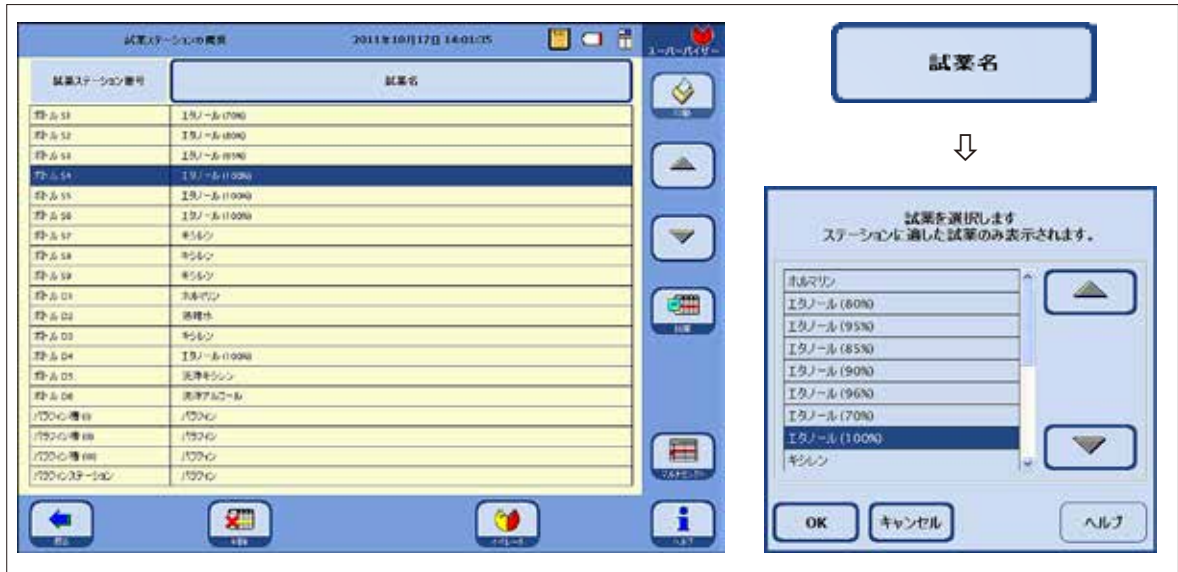 試薬ステーションの概要 2011年10月17日 14:01:35
スーパーバイザー
試薬ステーション番号 試薬名
ボトル S1 エタノール (70%)
ボトル S2 エタノール (80%)
ボトル S3 エタノール (95%)
ボトル S4 エタノール (100%)
ボトル S5 エタノール (100%)
ボトル S6 エタノール (100%)
ボトル S7 キシレン
ボトル S8 キシレン
ボトル S9 キシレン
ボトル D1 ホルマリン
ボトル D2 蒸留水
ボトル D3 キシレン
ボトル D4 エタノール (100%)
ボトル D5 洗浄キシレン
ボトル D6 洗浄アルコール
パラフィン槽 (I) パラフィン
パラフィン槽 (II) パラフィン
パラフィン槽 (III) パラフィン
パラフィンステーション パラフィン
試薬
オペレータ
ヘルプ
試薬名
⇩
試薬を選択します
ステーションに適した試薬のみ表示されます。
ホルマリン
エタノール (80%)
エタノール (95%)
エタノール (85%)
エタノール (90%)
エタノール (96%)
エタノール (70%)
エタノール (100%)
キシレン
OK キャンセル ヘルプ